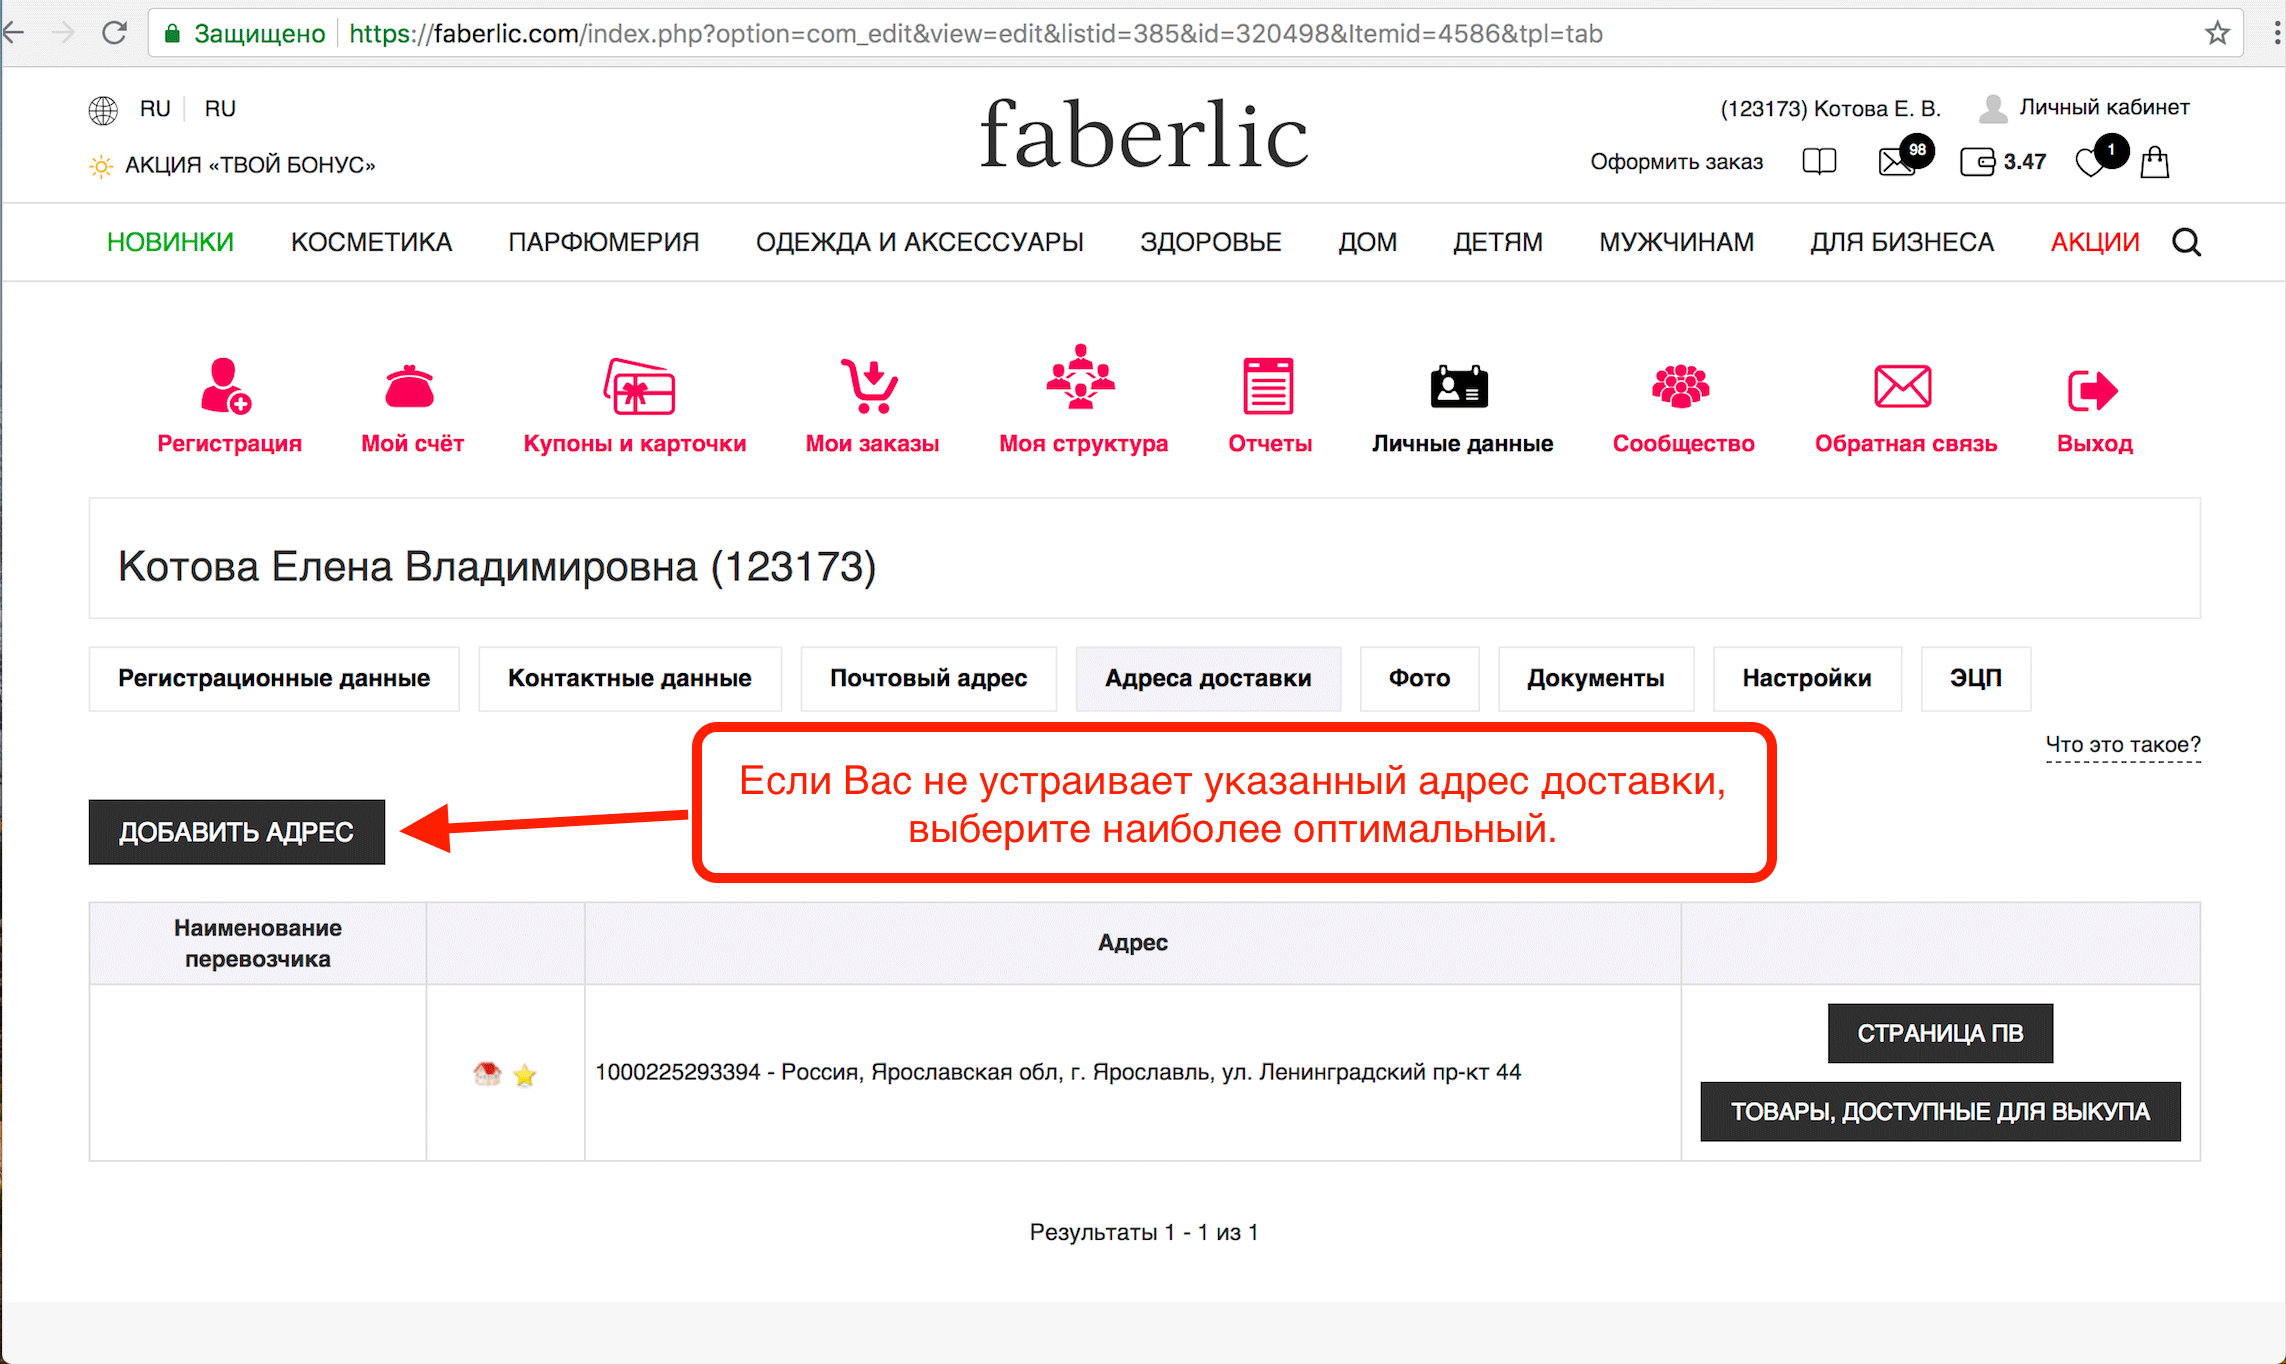 Защищено https://faberlic.com/index.php?option=com_edit&view=edit&listid=385&id=320498&Itemid=4586&tpl=tab
RU RU
faberlic
(123173) Котова Е. В. Личный кабинет
АКЦИЯ «ТВОЙ БОНУС»
Оформить заказ 98 3.47 1
НОВИНКИ КОСМЕТИКА ПАРФЮМЕРИЯ ОДЕЖДА И АКСЕССУАРЫ ЗДОРОВЬЕ ДОМ ДЕТЯМ МУЖЧИНАМ ДЛЯ БИЗНЕСА АКЦИИ
Регистрация Мой счёт Купоны и карточки Мои заказы Моя структура Отчеты Личные данные Сообщество Обратная связь Выход
Котова Елена Владимировна (123173)
Регистрационные данные Контактные данные Почтовый адрес Адреса доставки Фото Документы Настройки ЭЦП
Что это такое?
Если Вас не устраивает указанный адрес доставки,
выберите наиболее оптимальный.
ДОБАВИТЬ АДРЕС
Наименование
перевозчика
Адрес
1000225293394 - Россия, Ярославская обл, г. Ярославль, ул. Ленинградский пр-кт 44
СТРАНИЦА ПВ
ТОВАРЫ, ДОСТУПНЫЕ ДЛЯ ВЫКУПА
Результаты 1 - 1 из 1